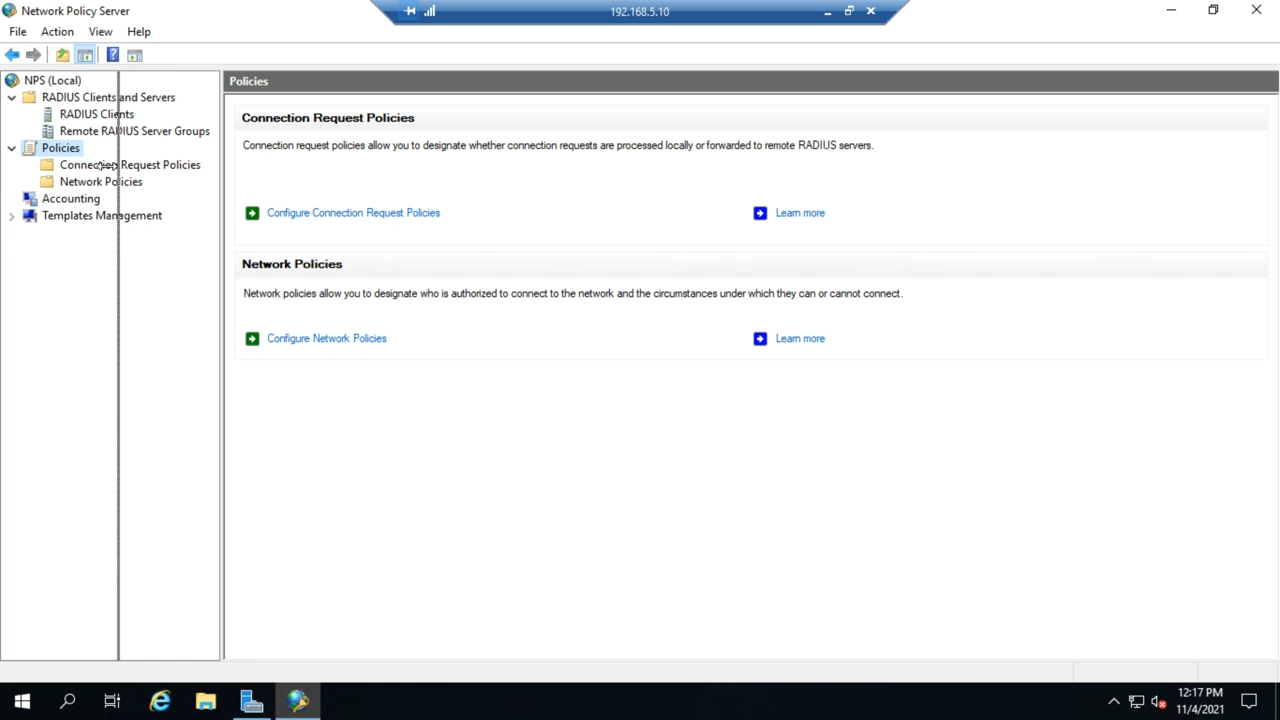 Network Policy Server
192.168.5.10
File Action View Help
NPS (Local)
RADIUS Clients and Servers
RADIUS Clients
Remote RADIUS Server Groups
Policies
Connection Request Policies
Network Policies
Accounting
Templates Management
Policies
Connection Request Policies
Connection request policies allow you to designate whether connection requests are processed locally or forwarded to remote RADIUS servers.
Configure Connection Request Policies Learn more
Network Policies
Network policies allow you to designate who is authorized to connect to the network and the circumstances under which they can or cannot connect.
Configure Network Policies Learn more
12:17 PM
11/4/2021